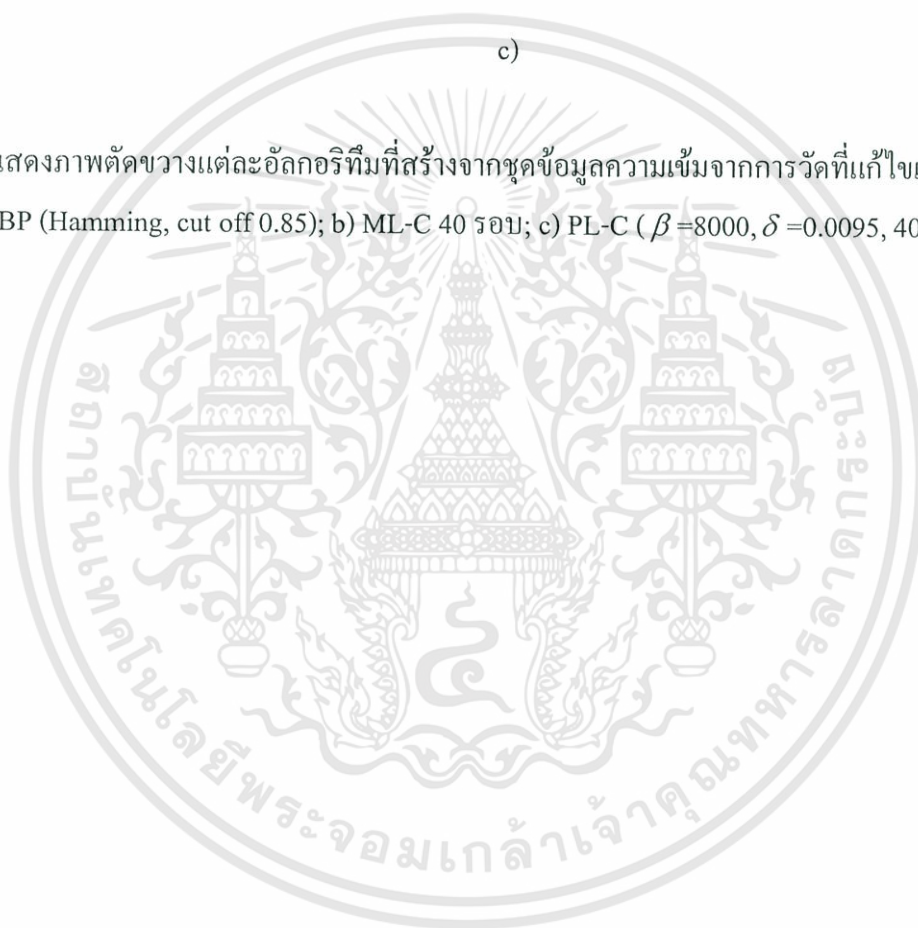 c)
แสดงภาพตัดขวางแต่ละอัลกอริทึมที่สร้างจากชุดข้อมูลความเข้มจากการวัดที่แก้ไข
BP (Hamming, cut off 0.85); b) ML-C 40 รอบ; c) PL-C ( β =8000, δ =0.0095, 40
สถาบันเทคโนโลยีพระจอมเกล้าเจ้าคุณทหารลาดกระบัง